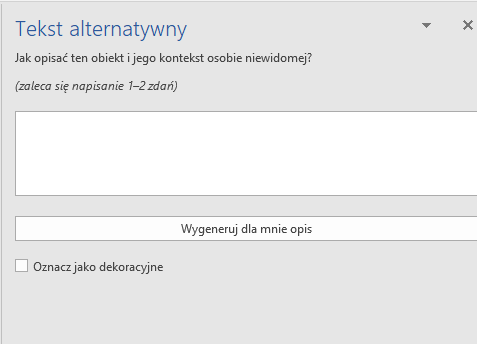 Tekst alternatywny
Jak opisać ten obiekt i jego kontekst osobie niewidomej?
(zaleca się napisanie 1–2 zdań)
Wygeneruj dla mnie opis
Oznacz jako dekoracyjne